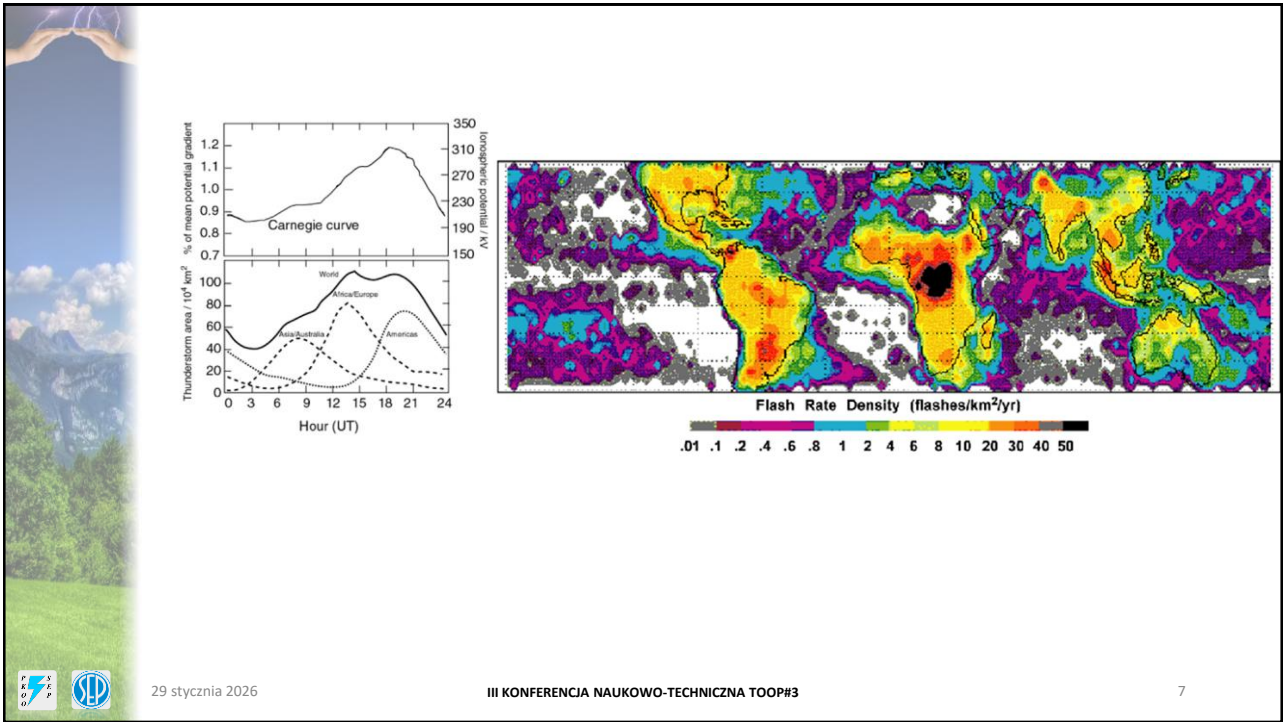 % of mean potential gradient
1.2
1.1
1.0
0.9
0.8
0.7
Carnegie curve
350
310
270
230
190
150
Ionospheric potential / kV
Thunderstorm area / 10⁴ km²
100
80
60
40
20
0
World
Africa/Europe
Asia/Australia
Americas
0 3 6 9 12 15 18 21 24
Hour (UT)
Flash Rate Density (flashes/km²/yr)
.01 .1 .2 .4 .6 .8 1 2 4 6 8 10 20 30 40 50
P S
K E
O P
O
SEP
29 stycznia 2026
III KONFERENCJA NAUKOWO-TECHNICZNA TOOP#3
7